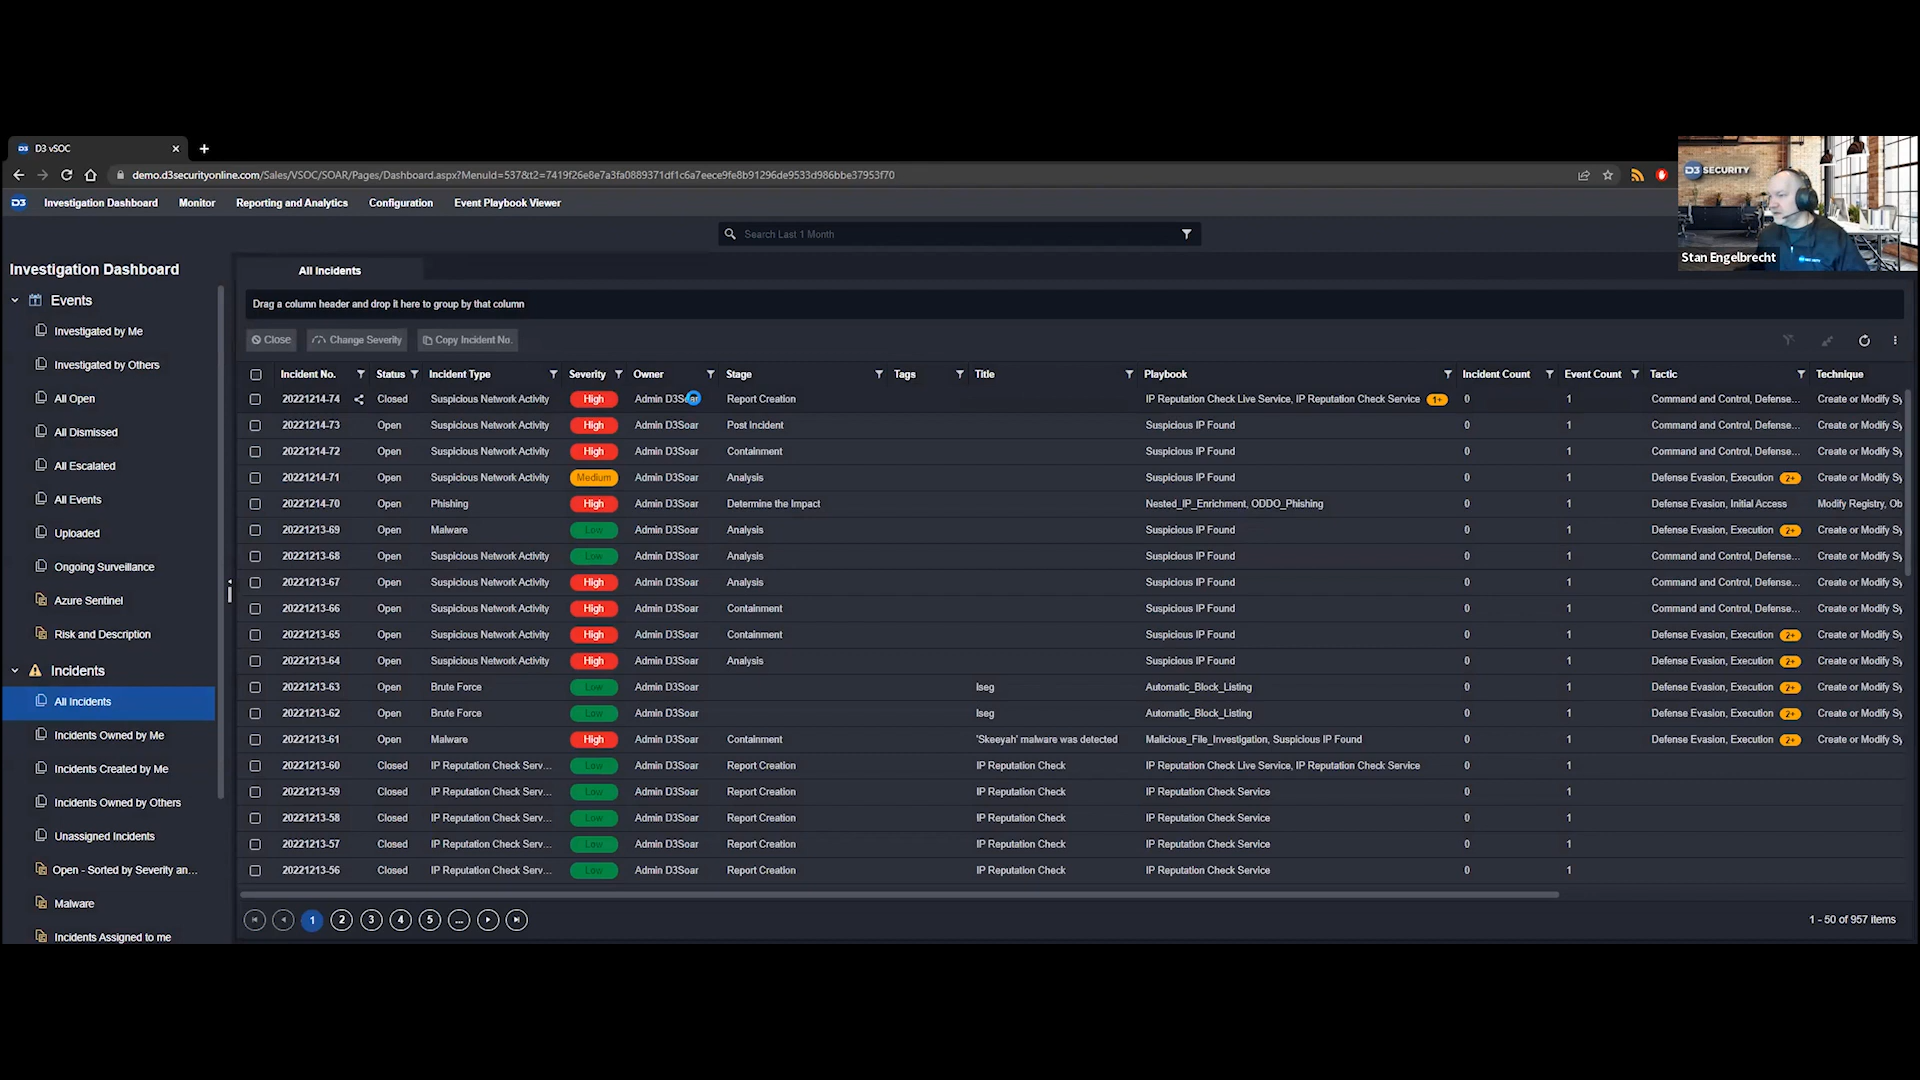 D3 vSOC
demo.d3securityonline.com/Sales/VSOC/SOAR/Pages/Dashboard.aspx?MenuId=537&t2=7419f26e8e7a3fa0889371df1c6a7eece9fe8b91296de9533d986bbe37953f70
D3 SECURITY
Stan Engelbrecht
D3 Investigation Dashboard Monitor Reporting and Analytics Configuration Event Playbook Viewer
Search Last 1 Month
Investigation Dashboard
Events
Investigated by Me
Investigated by Others
All Open
All Dismissed
All Escalated
All Events
Uploaded
Ongoing Surveillance
Azure Sentinel
Risk and Description
Incidents
All Incidents
Incidents Owned by Me
Incidents Created by Me
Incidents Owned by Others
Unassigned Incidents
Open - Sorted by Severity an...
Malware
Incidents Assigned to me
All Incidents
Drag a column header and drop it here to group by that column
Close Change Severity Copy Incident No.
Incident No. Status Incident Type Severity Owner Stage Tags Title Playbook Incident Count Event Count Tactic Technique
20221214-74 Closed Suspicious Network Activity High Admin D3Soar Report Creation IP Reputation Check Live Service, IP Reputation Check Service 1+ 0 1 Command and Control, Defense... Create or Modify Sy
20221214-73 Open Suspicious Network Activity High Admin D3Soar Post Incident Suspicious IP Found 0 1 Command and Control, Defense... Create or Modify Sy
20221214-72 Open Suspicious Network Activity High Admin D3Soar Containment Suspicious IP Found 0 1 Command and Control, Defense... Create or Modify Sy
20221214-71 Open Suspicious Network Activity Medium Admin D3Soar Analysis Suspicious IP Found 0 1 Defense Evasion, Execution 2+ Create or Modify Sy
20221214-70 Open Phishing High Admin D3Soar Determine the Impact Nested_IP_Enrichment, ODDO_Phishing 0 1 Defense Evasion, Initial Access Modify Registry, Ob
20221213-69 Open Malware Low Admin D3Soar Analysis Suspicious IP Found 0 1 Defense Evasion, Execution 2+ Create or Modify Sy
20221213-68 Open Suspicious Network Activity Low Admin D3Soar Analysis Suspicious IP Found 0 1 Command and Control, Defense... Create or Modify Sy
20221213-67 Open Suspicious Network Activity High Admin D3Soar Analysis Suspicious IP Found 0 1 Command and Control, Defense... Create or Modify Sy
20221213-66 Open Suspicious Network Activity High Admin D3Soar Containment Suspicious IP Found 0 1 Command and Control, Defense... Create or Modify Sy
20221213-65 Open Suspicious Network Activity High Admin D3Soar Containment Suspicious IP Found 0 1 Defense Evasion, Execution 2+ Create or Modify Sy
20221213-64 Open Suspicious Network Activity High Admin D3Soar Analysis Suspicious IP Found 0 1 Defense Evasion, Execution 2+ Create or Modify Sy
20221213-63 Open Brute Force Low Admin D3Soar lseg Automatic_Block_Listing 0 1 Defense Evasion, Execution 2+ Create or Modify Sy
20221213-62 Open Brute Force Low Admin D3Soar lseg Automatic_Block_Listing 0 1 Defense Evasion, Execution 2+ Create or Modify Sy
20221213-61 Open Malware High Admin D3Soar Containment 'Skeeyah' malware was detected Malicious_File_Investigation, Suspicious IP Found 0 1 Defense Evasion, Execution 2+ Create or Modify Sy
20221213-60 Closed IP Reputation Check Serv... Low Admin D3Soar Report Creation IP Reputation Check IP Reputation Check Live Service, IP Reputation Check Service 0 1
20221213-59 Closed IP Reputation Check Serv... Low Admin D3Soar Report Creation IP Reputation Check IP Reputation Check Service 0 1
20221213-58 Closed IP Reputation Check Serv... Low Admin D3Soar Report Creation IP Reputation Check IP Reputation Check Service 0 1
20221213-57 Closed IP Reputation Check Serv... Low Admin D3Soar Report Creation IP Reputation Check IP Reputation Check Service 0 1
20221213-56 Closed IP Reputation Check Serv... Low Admin D3Soar Report Creation IP Reputation Check IP Reputation Check Service 0 1
1 2 3 4 5 ... 1 - 50 of 957 items